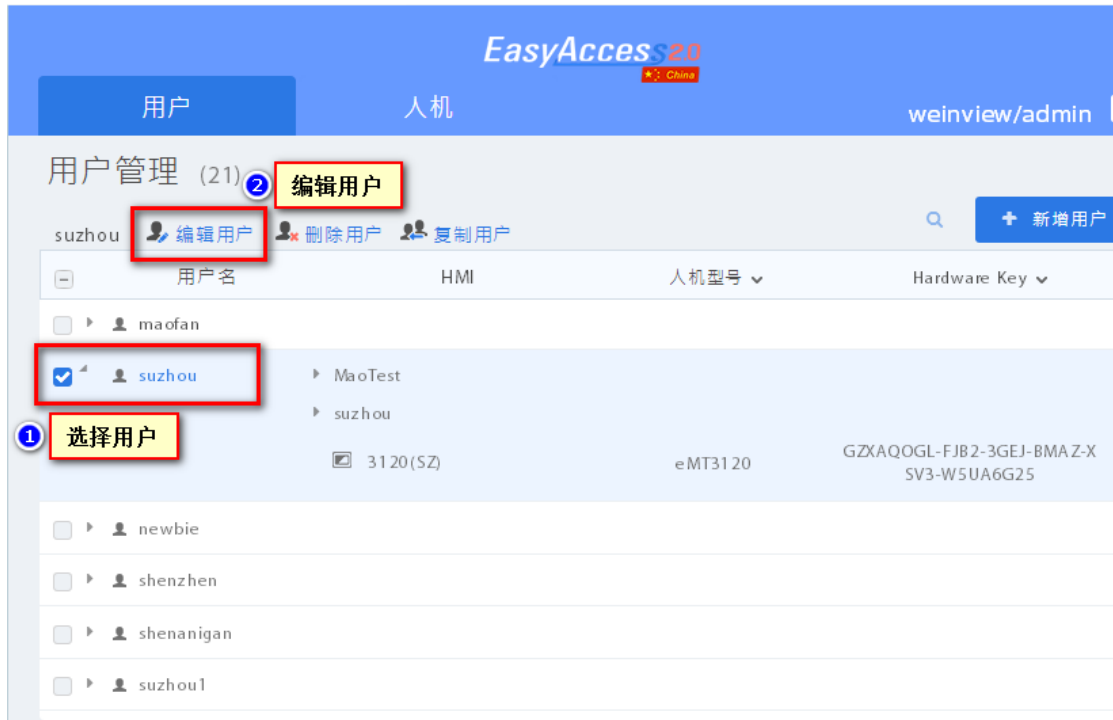 EasyAccess 2.0
China
用户
人机
weinview/admin
用户管理 (21)
2 编辑用户
suzhou 编辑用户 删除用户 复制用户
新增用户
用户名 HMI 人机型号 Hardware Key
maofan
suzhou MaoTest
suzhou
1 选择用户
3120(SZ) eMT3120 GZXAQOGL-FJB2-3GEJ-BMAZ-X
SV3-W5UA6G25
newbie
shenzhen
shenanigan
suzhou1